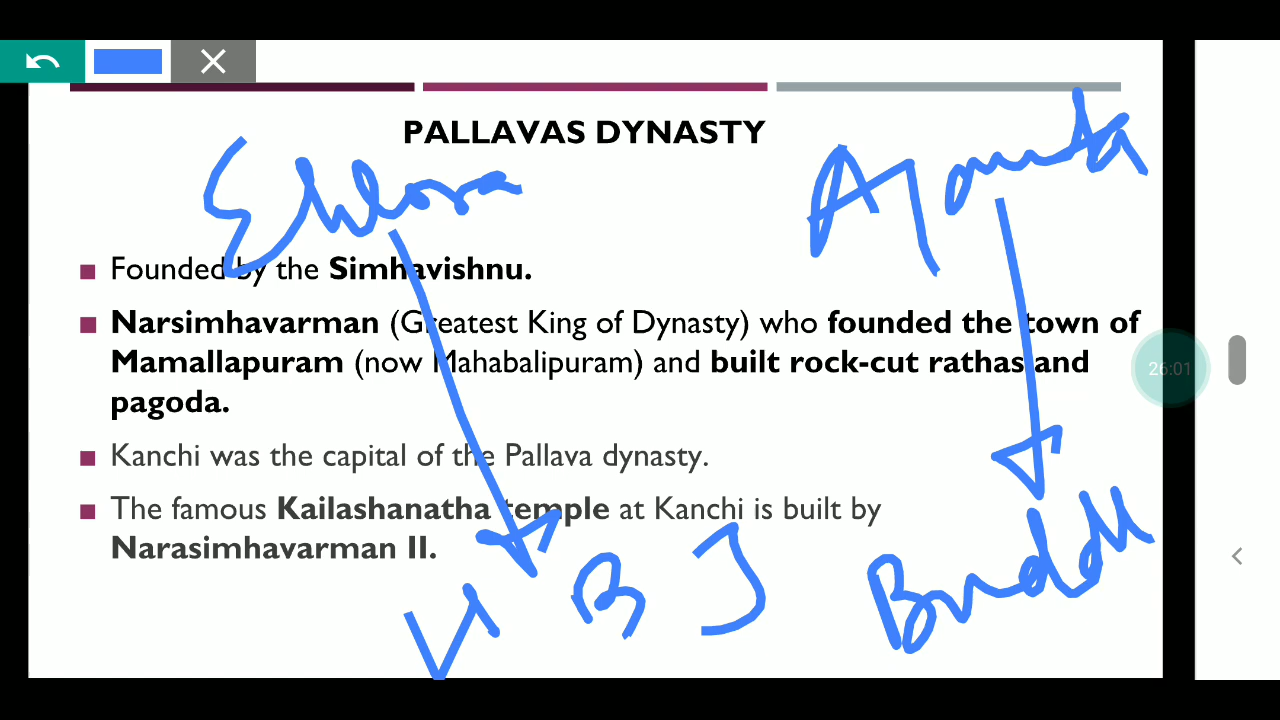 PALLAVAS DYNASTY
Ellora
Ajanta
Founded by the Simhavishnu.
Narsimhavarman (Greatest King of Dynasty) who founded the town of
Mamallapuram (now Mahabalipuram) and built rock-cut rathas and
pagoda.
26:01
Kanchi was the capital of the Pallava dynasty.
The famous Kailashanatha temple at Kanchi is built by
Narasimhavarman II.
B J